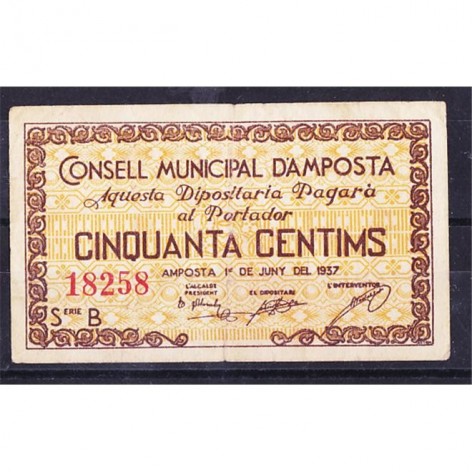 CONSELL MUNICIPAL D'AMPOSTA
Aquesta Dipositaria Pagarà
al Portador
CINQUANTA CENTIMS
AMPOSTA 1er DE JUNY DEL 1937
18258
L'ALCALDE
PRESIDENT
EL DIPOSITARI
L'INTERVENTOR
SERIE B